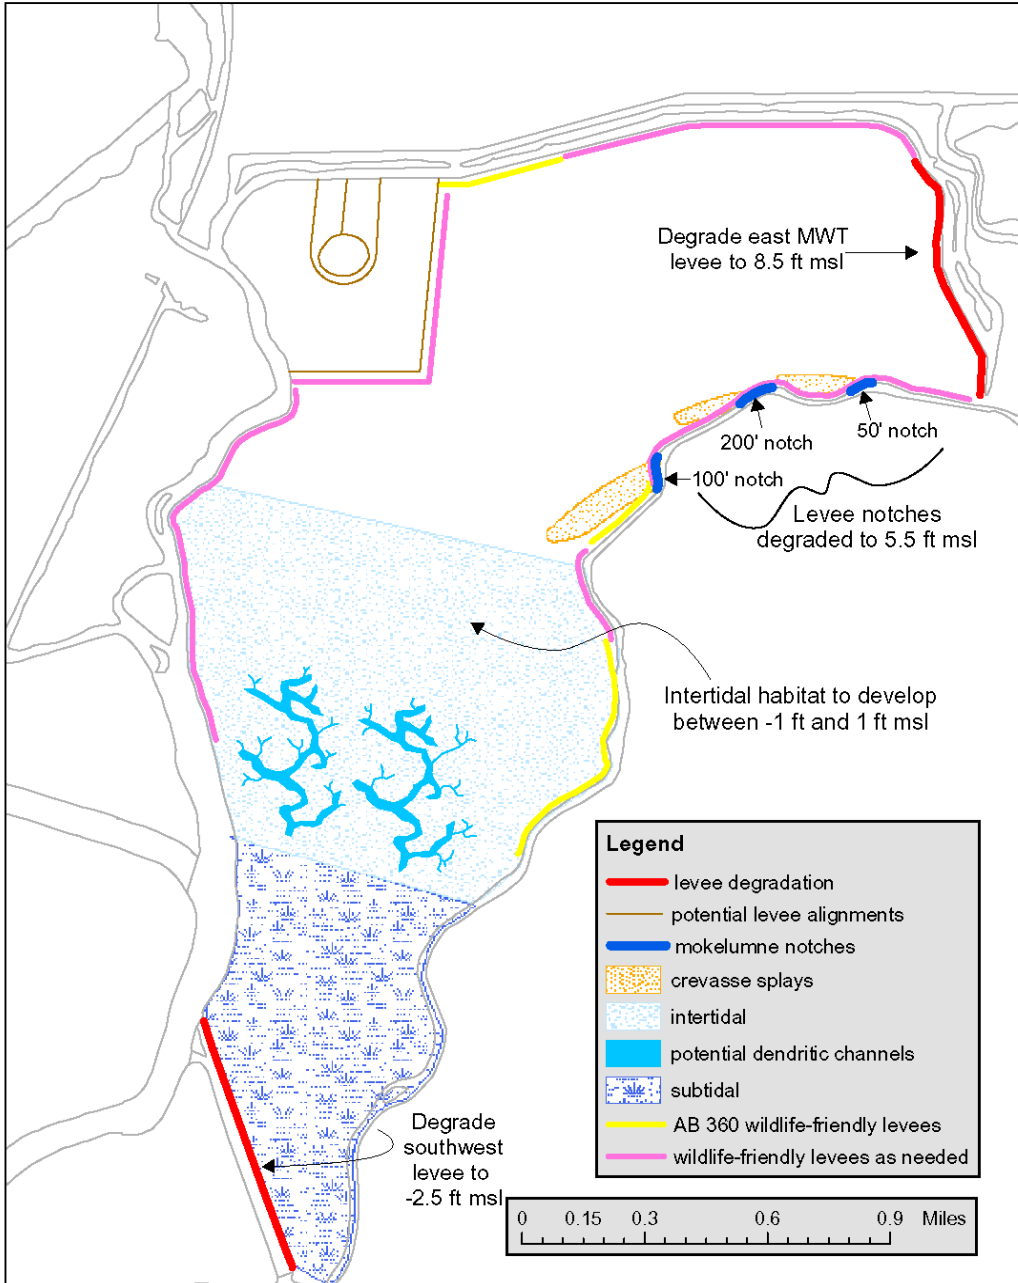 Degrade east MWT
levee to 8.5 ft msl
200' notch
50' notch
100' notch
Levee notches
degraded to 5.5 ft msl
Intertidal habitat to develop
between -1 ft and 1 ft msl
Legend
levee degradation
potential levee alignments
mokelumne notches
crevasse splays
intertidal
potential dendritic channels
subtidal
AB 360 wildlife-friendly levees
wildlife-friendly levees as needed
Degrade
southwest
levee to
-2.5 ft msl
0 0.15 0.3 0.6 0.9 Miles